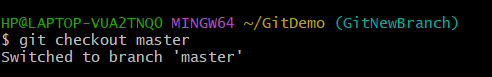 HP@LAPTOP-VUA2TNQO MINGW64 ~/GitDemo (GitNewBranch)
$ git checkout master
Switched to branch 'master'